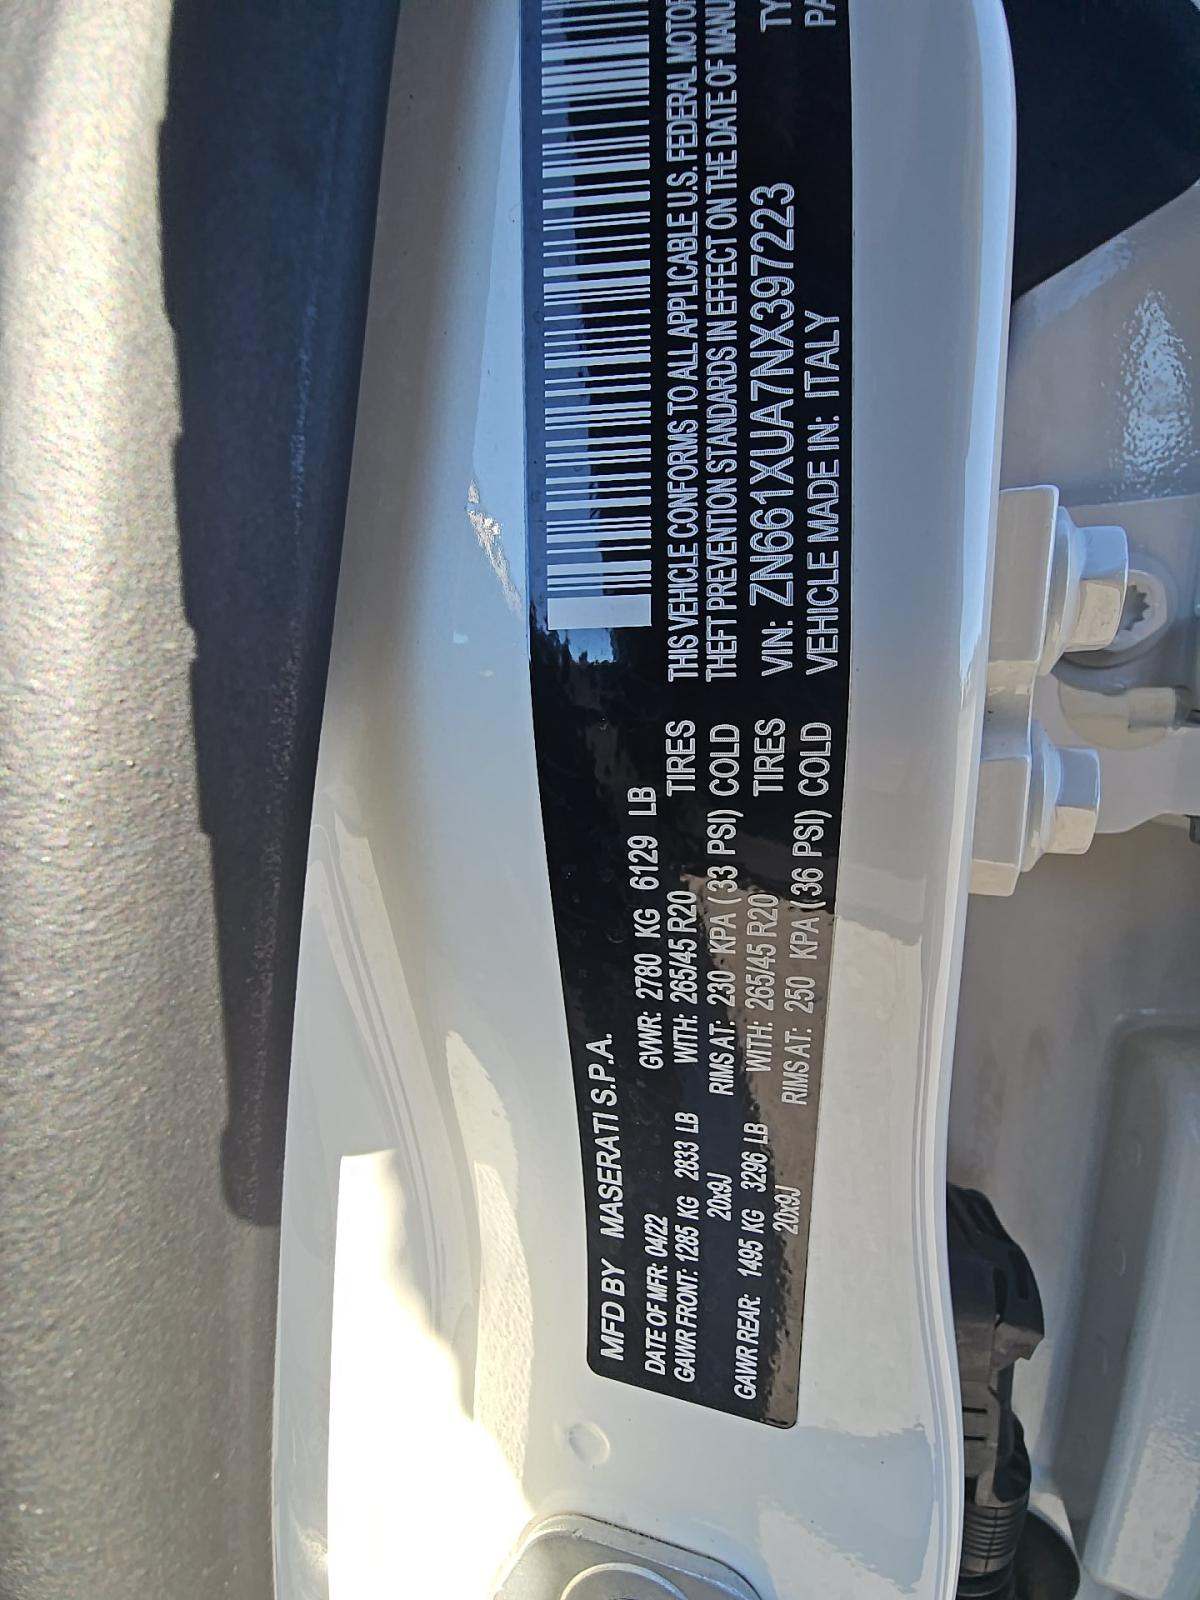 MFD BY MASERATI S.P.A.
DATE OF MFR: 04/22 GVWR: 2780 KG 6129 LB
GAWR FRONT: 1285 KG 2833 LB WITH: 265/45 R20 TIRES
20x9J RIMS AT: 230 KPA (33 PSI) COLD
GAWR REAR: 1495 KG 3296 LB WITH: 265/45 R20 TIRES
20x9J RIMS AT: 250 KPA (36 PSI) COLD
THIS VEHICLE CONFORMS TO ALL APPLICABLE U.S. FEDERAL MOTOR
THEFT PREVENTION STANDARDS IN EFFECT ON THE DATE OF MANU
VIN: ZN661XUA7NX397223 TY
VEHICLE MADE IN: ITALY PA